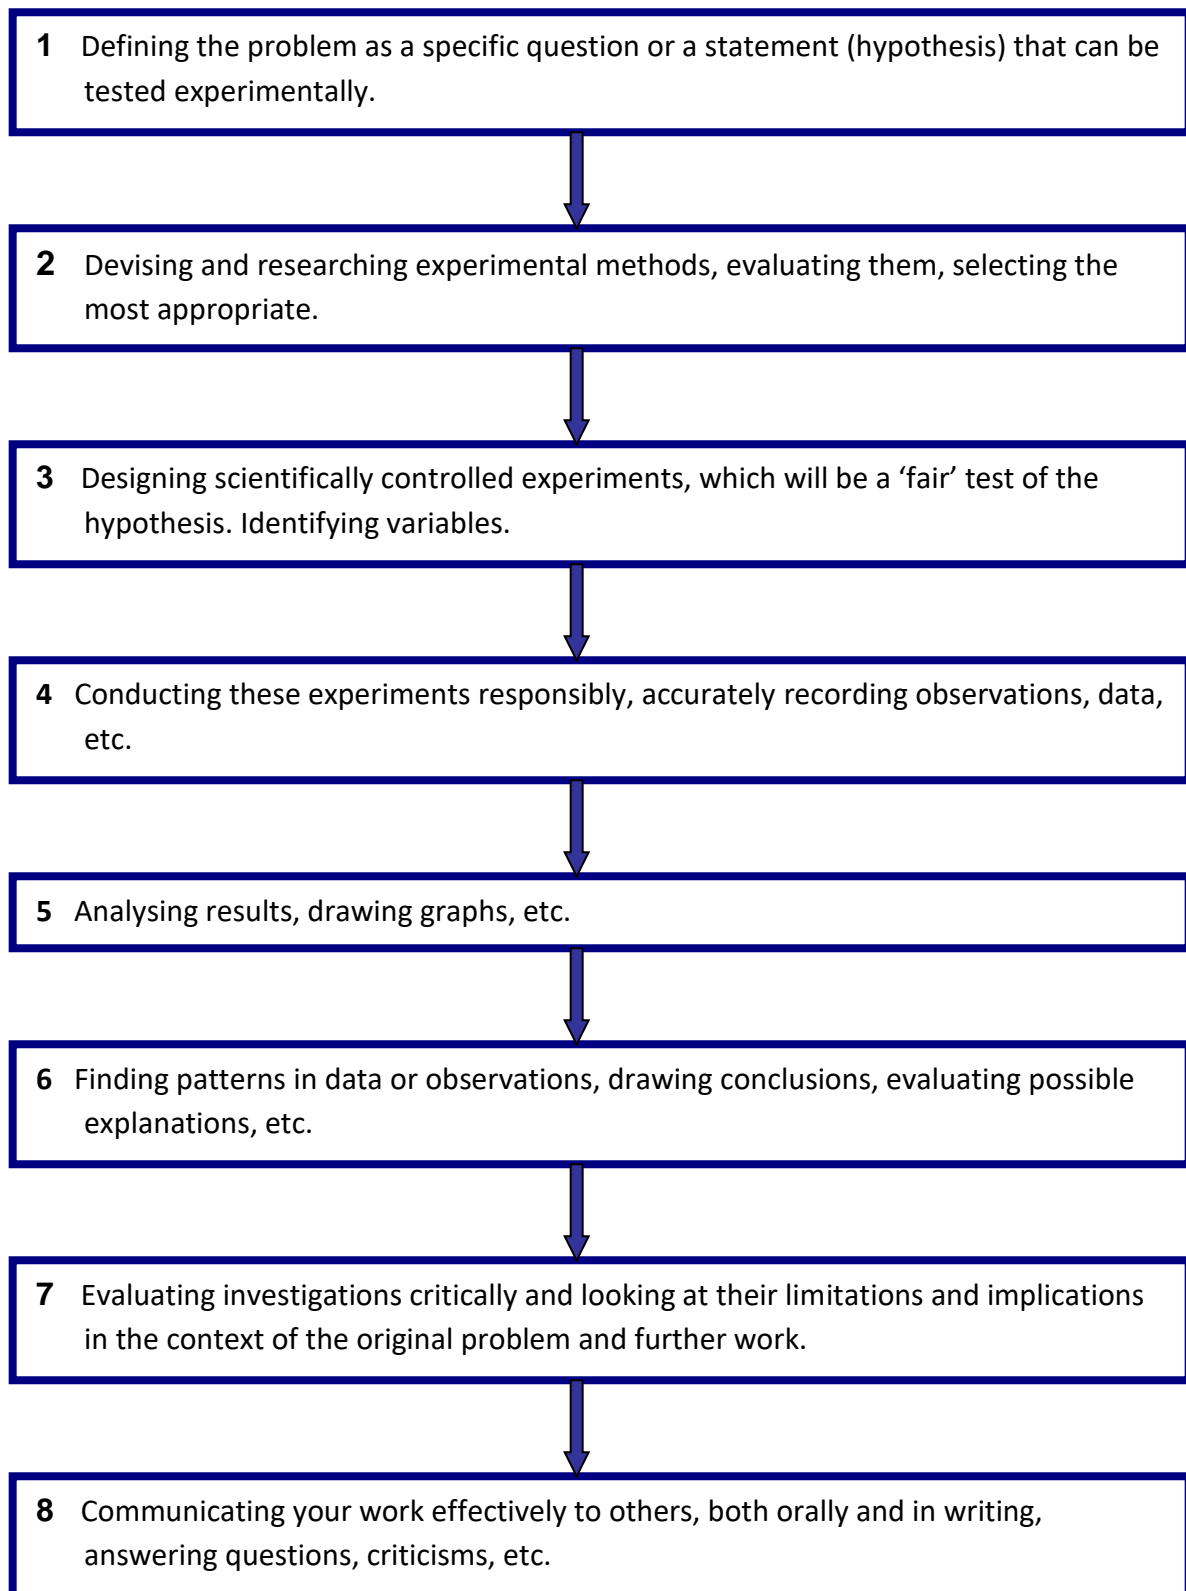 1 Defining the problem as a specific question or a statement (hypothesis) that can be
tested experimentally.
2 Devising and researching experimental methods, evaluating them, selecting the
most appropriate.
3 Designing scientifically controlled experiments, which will be a ‘fair’ test of the
hypothesis. Identifying variables.
4 Conducting these experiments responsibly, accurately recording observations, data,
etc.
5 Analysing results, drawing graphs, etc.
6 Finding patterns in data or observations, drawing conclusions, evaluating possible
explanations, etc.
7 Evaluating investigations critically and looking at their limitations and implications
in the context of the original problem and further work.
8 Communicating your work effectively to others, both orally and in writing,
answering questions, criticisms, etc.